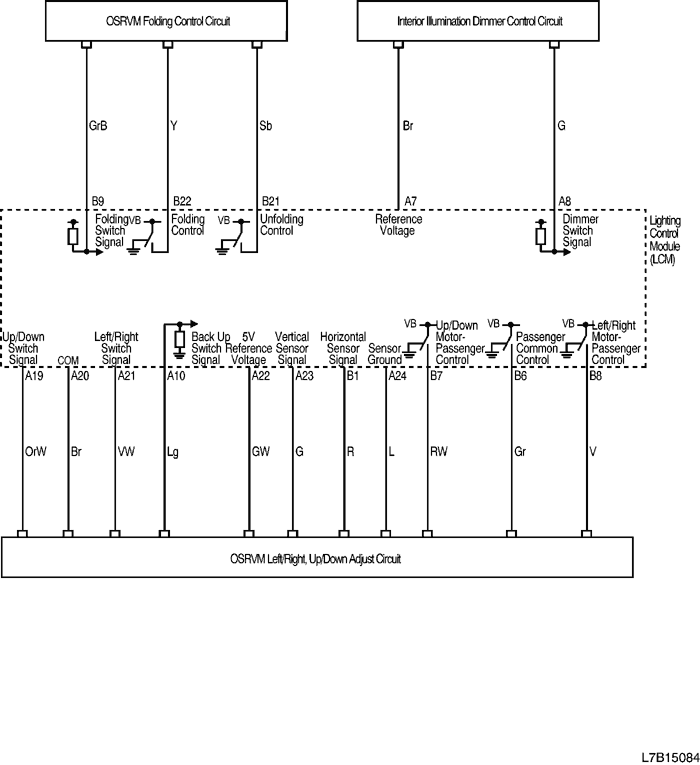 OSRVM Folding Control Circuit
Interior Illumination Dimmer Control Circuit
GrB
Y
Sb
Br
G
B9
B22
B21
A7
A8
Folding
Switch
Signal
VB
Folding
Control
VB
Unfolding
Control
Reference
Voltage
Dimmer
Switch
Signal
Lighting
Control
Module
(LCM)
Up/Down
Switch
Signal
COM
Left/Right
Switch
Signal
Back Up
Switch
Signal
5V
Reference
Voltage
Vertical
Sensor
Signal
Horizontal
Sensor
Signal
Sensor
Ground
VB
Up/Down
Motor-
Passenger
Control
VB
Passenger
Common
Control
VB
Left/Right
Motor-
Passenger
Control
A19
A20
A21
A10
A22
A23
B1
A24
B7
B6
B8
OrW
Br
VW
Lg
GW
G
R
L
RW
Gr
V
OSRVM Left/Right, Up/Down Adjust Circuit
L7B15084